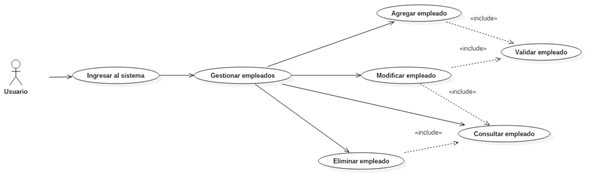 Agregar empleado
«include»
«include»
Validar empleado
Usuario
Ingresar al sistema
Gestionar empleados
Modificar empleado
«include»
Consultar empleado
«include»
Eliminar empleado